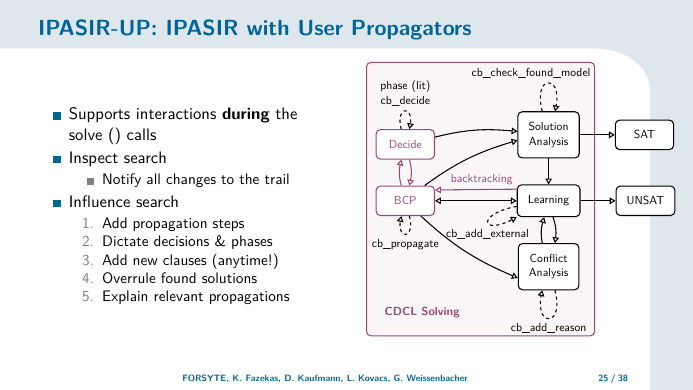 IPASIR-UP: IPASIR with User Propagators
Supports interactions during the
solve () calls
Inspect search
Notify all changes to the trail
Influence search
1. Add propagation steps
2. Dictate decisions & phases
3. Add new clauses (anytime!)
4. Overrule found solutions
5. Explain relevant propagations
cb_check_found_model
phase (lit)
cb_decide
Decide
Solution
Analysis
SAT
backtracking
BCP
Learning
UNSAT
cb_propagate
cb_add_external
Conflict
Analysis
CDCL Solving
cb_add_reason
FORSYTE, K. Fazekas, D. Kaufmann, L. Kovacs, G. Weissenbacher
25 / 38